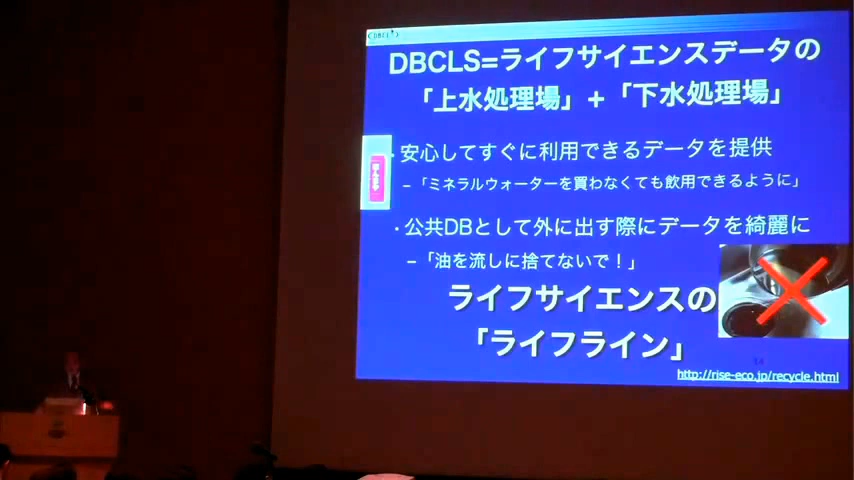 DBCLS
DBCLS=ライフサイエンスデータの
「上水処理場」+「下水処理場」
・安心してすぐに利用できるデータを提供
–「ミネラルウォーターを買わなくても飲用できるように」
・公共DBとして外に出す際にデータを綺麗に
–「油を流しに捨てないで！」
ライフサイエンスの
「ライフライン」
http://rise-eco.jp/recycle.html